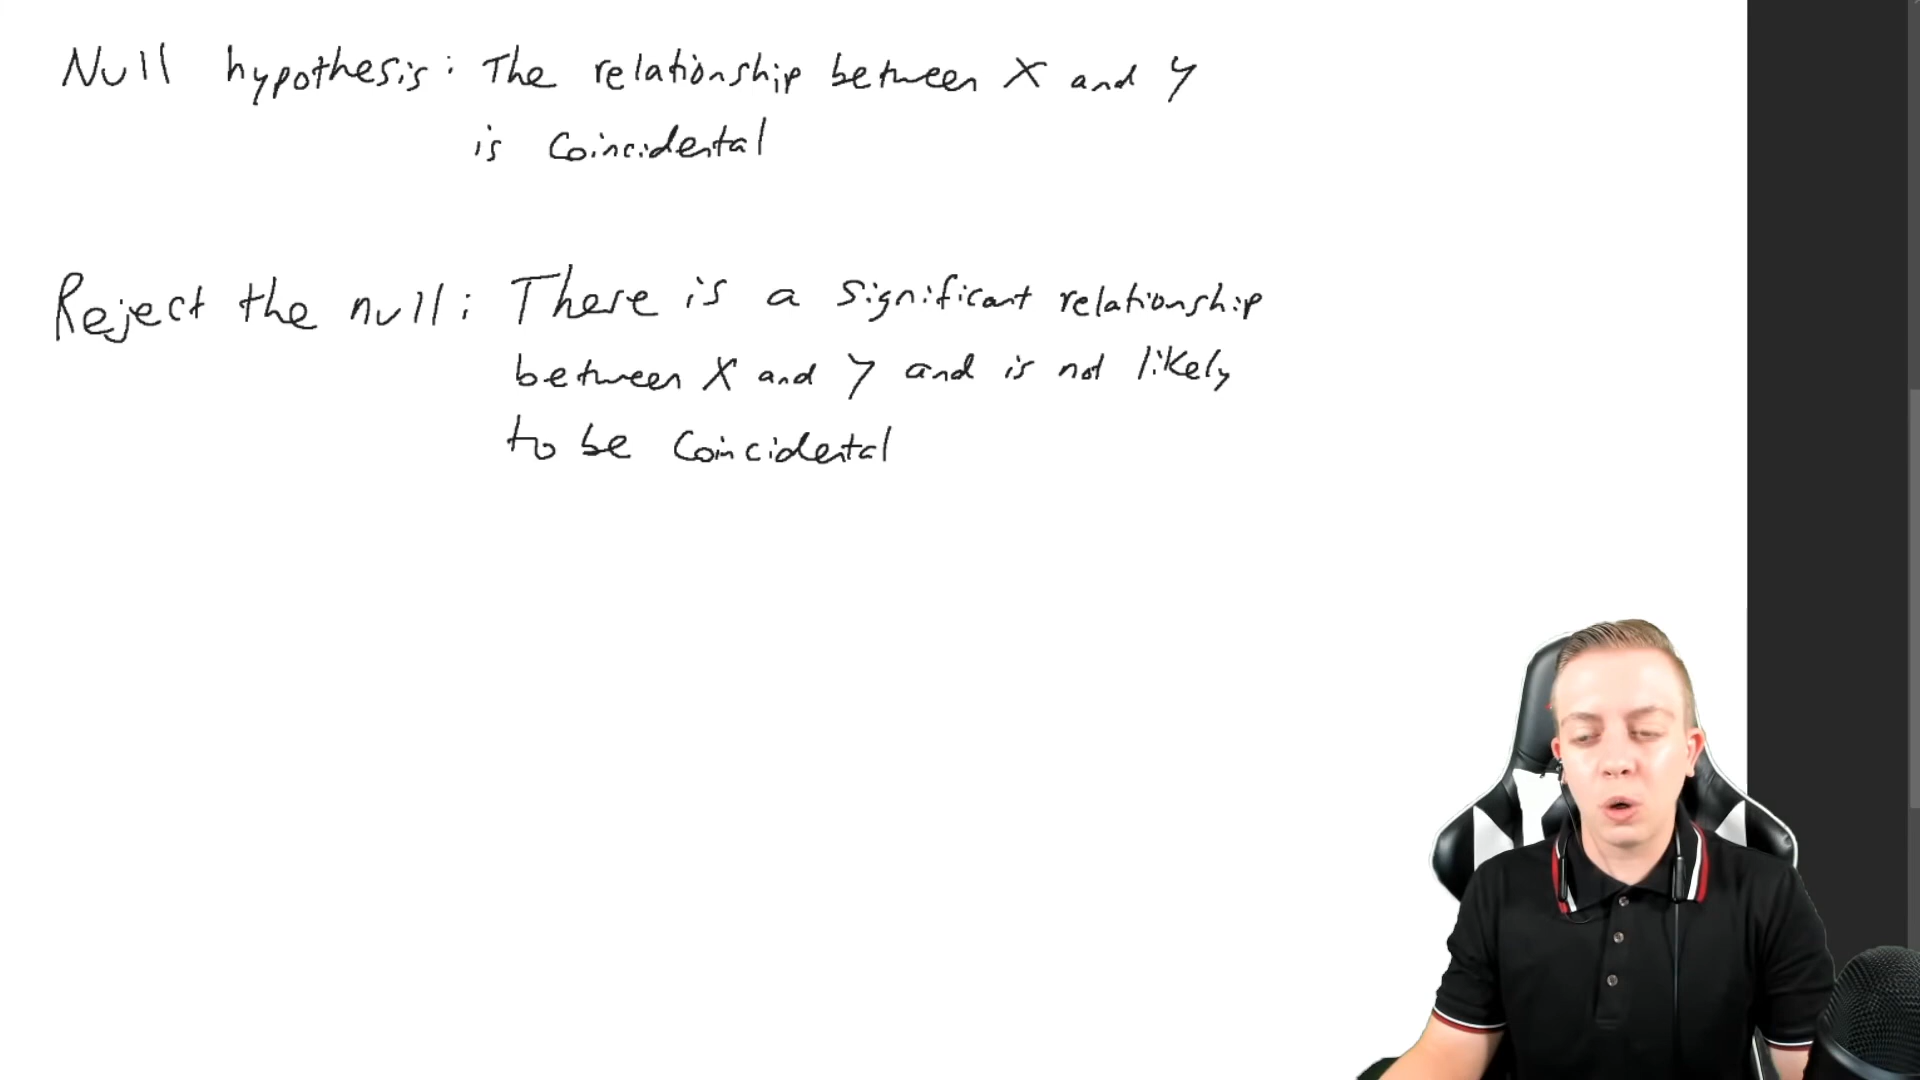 Null hypothesis: The relationship between X and Y
is Coincidental
Reject the null: There is a significant relationship
between X and Y and is not likely
to be Coincidental